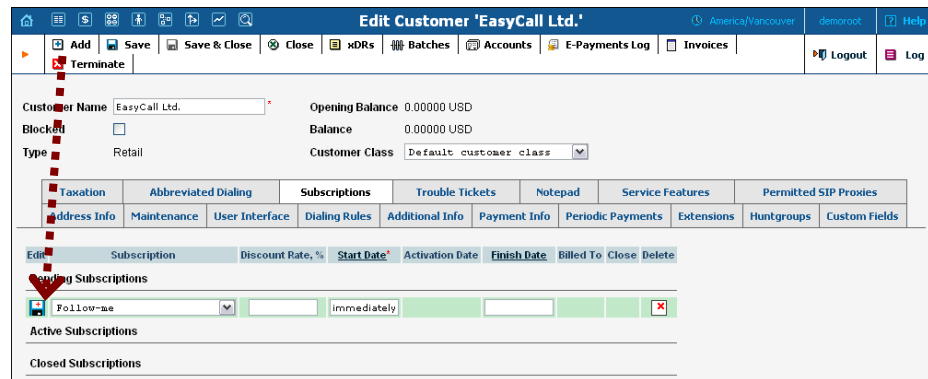 Edit Customer 'EasyCall Ltd.' America/Vancouver demoroot Help
Add Save Save & Close Close xDRs Batches Accounts E-Payments Log Invoices
Terminate Logout Log
Customer Name EasyCall Ltd. * Opening Balance 0.00000 USD
Blocked Balance 0.00000 USD
Type Retail Customer Class Default customer class
Taxation Abbreviated Dialing Subscriptions Trouble Tickets Notepad Service Features Permitted SIP Proxies
Address Info Maintenance User Interface Dialing Rules Additional Info Payment Info Periodic Payments Extensions Huntgroups Custom Fields
Edit Subscription Discount Rate, % Start Date* Activation Date Finish Date Billed To Close Delete
Pending Subscriptions
Follow-me immediately
Active Subscriptions
Closed Subscriptions